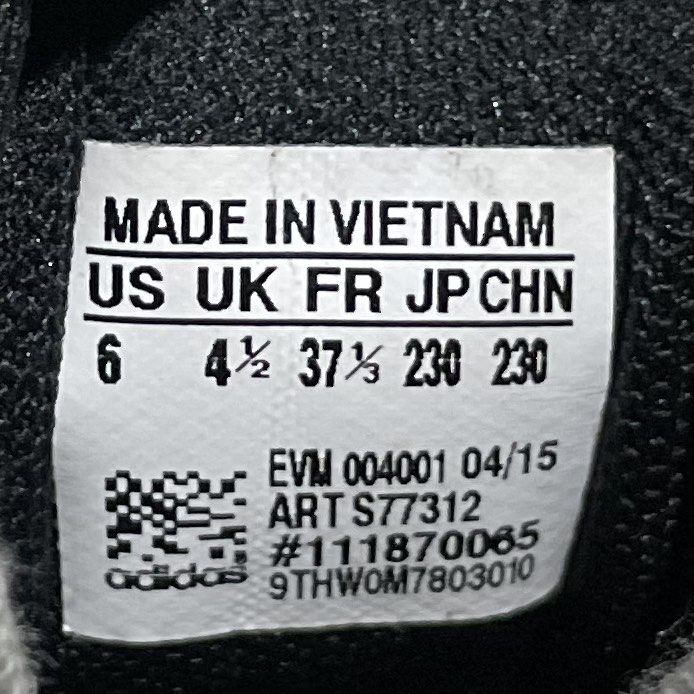 MADE IN VIETNAM
US UK FR JP CHN
6 4½ 37⅓ 230 230
EVM 004001 04/15
ART S77312
#111870065
adidas 9THW0M7803010